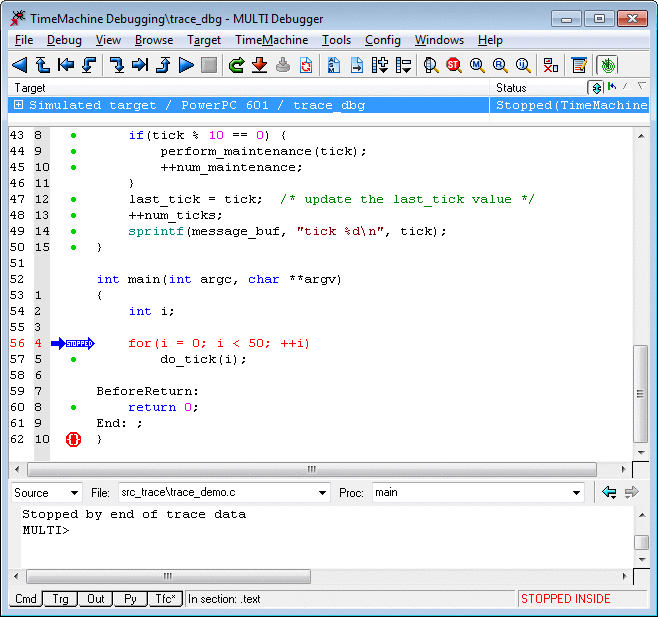 TimeMachine Debugging\trace_dbg - MULTI Debugger
File Debug View Browse Target TimeMachine Tools Config Windows Help
Target Status
Simulated target / PowerPC 601 / trace_dbg Stopped(TimeMachine
43 8 if(tick % 10 == 0) {
44 9 perform_maintenance(tick);
45 10 ++num_maintenance;
46 11 }
47 12 last_tick = tick; /* update the last_tick value */
48 13 ++num_ticks;
49 14 sprintf(message_buf, "tick %d\n", tick);
50 15 }
51
52 int main(int argc, char **argv)
53 1 {
54 2 int i;
55 3
56 4 STOPPED for(i = 0; i < 50; ++i)
57 5 do_tick(i);
58 6
59 7 BeforeReturn:
60 8 return 0;
61 9 End: ;
62 10 }
Source File: src_trace\trace_demo.c Proc: main
Stopped by end of trace data
MULTI>
Cmd Trg Out Py Tfc* In section: .text STOPPED INSIDE